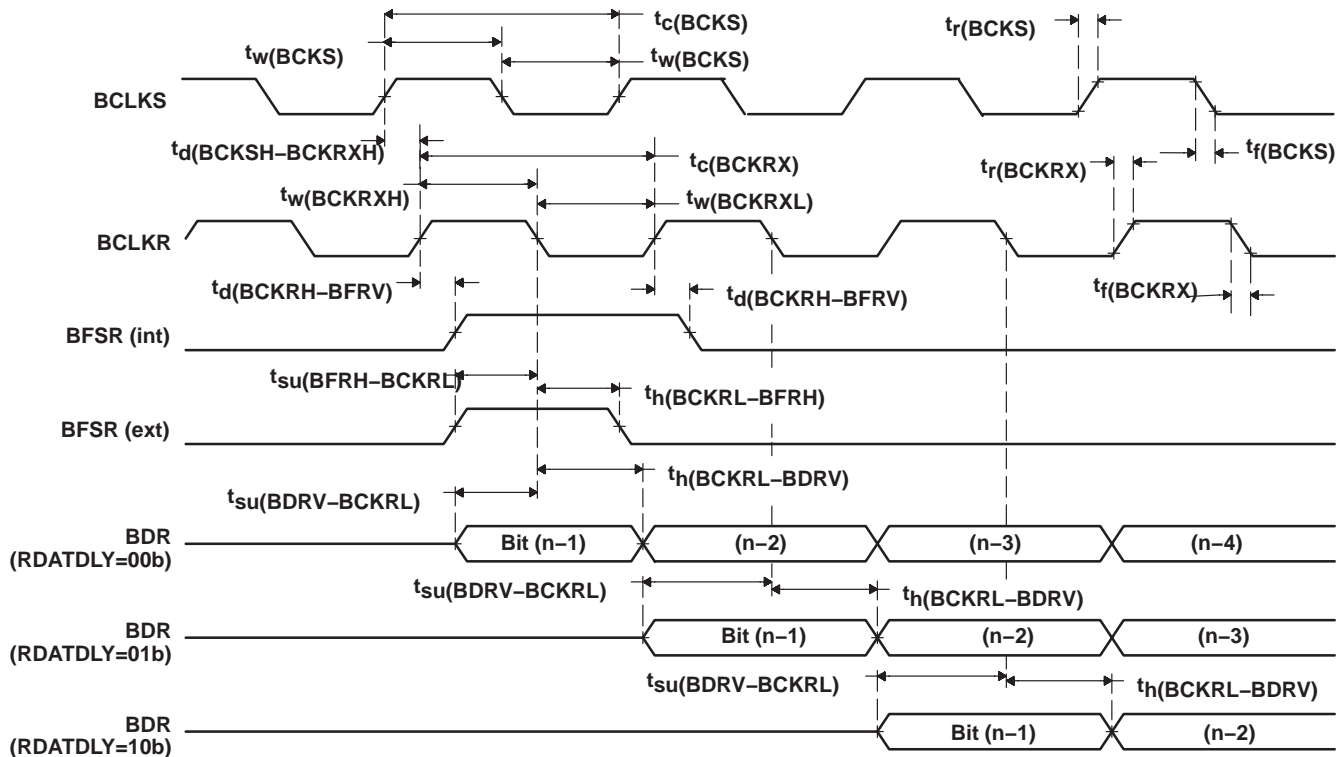 tc(BCKS)
tr(BCKS)
tw(BCKS)
tw(BCKS)
BCLKS
td(BCKSH–BCKRXH)
tc(BCKRX)
tf(BCKS)
tr(BCKRX)
tw(BCKRXH)
tw(BCKRXL)
BCLKR
td(BCKRH–BFRV)
td(BCKRH–BFRV)
tf(BCKRX)
BFSR (int)
tsu(BFRH–BCKRL)
th(BCKRL–BFRH)
BFSR (ext)
th(BCKRL–BDRV)
tsu(BDRV–BCKRL)
BDR
(RDATDLY=00b)
Bit (n–1) (n–2) (n–3) (n–4)
tsu(BDRV–BCKRL)
th(BCKRL–BDRV)
BDR
(RDATDLY=01b)
Bit (n–1) (n–2) (n–3)
tsu(BDRV–BCKRL)
th(BCKRL–BDRV)
BDR
(RDATDLY=10b)
Bit (n–1) (n–2)